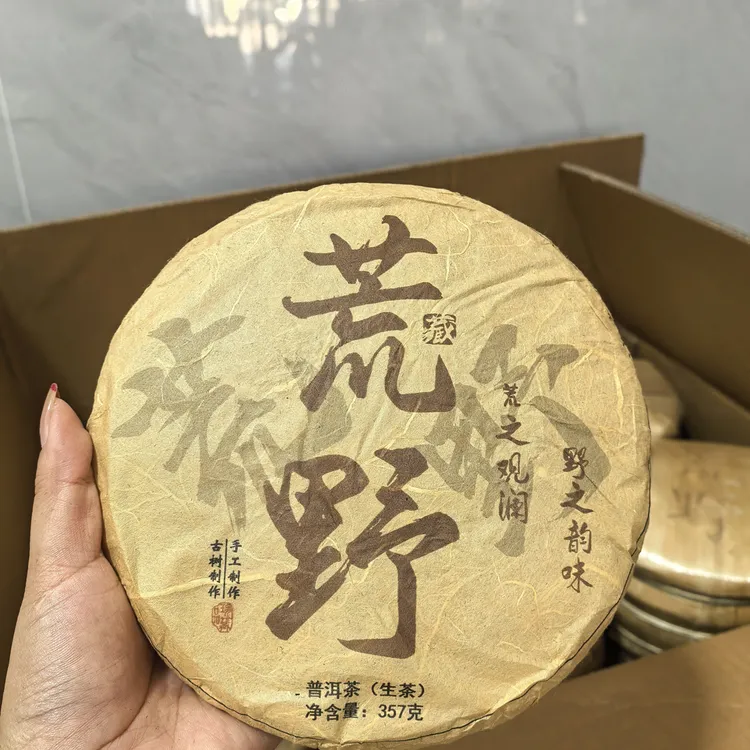 荒野
藏
荒之观澜
野之韵味
手工制作
古树制作
普洱茶（生茶）
净含量：357克